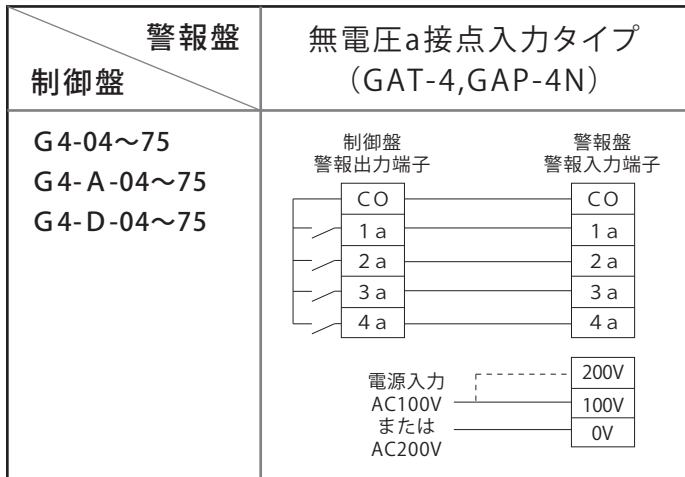 警報盤
制御盤
無電圧a接点入力タイプ
（GAT-4,GAP-4N）
G4-04～75
G4-A-04～75
G4-D-04～75
制御盤
警報出力端子
警報盤
警報入力端子
CO
CO
1a
1a
2a
2a
3a
3a
4a
4a
電源入力
AC100V
または
AC200V
200V
100V
0V